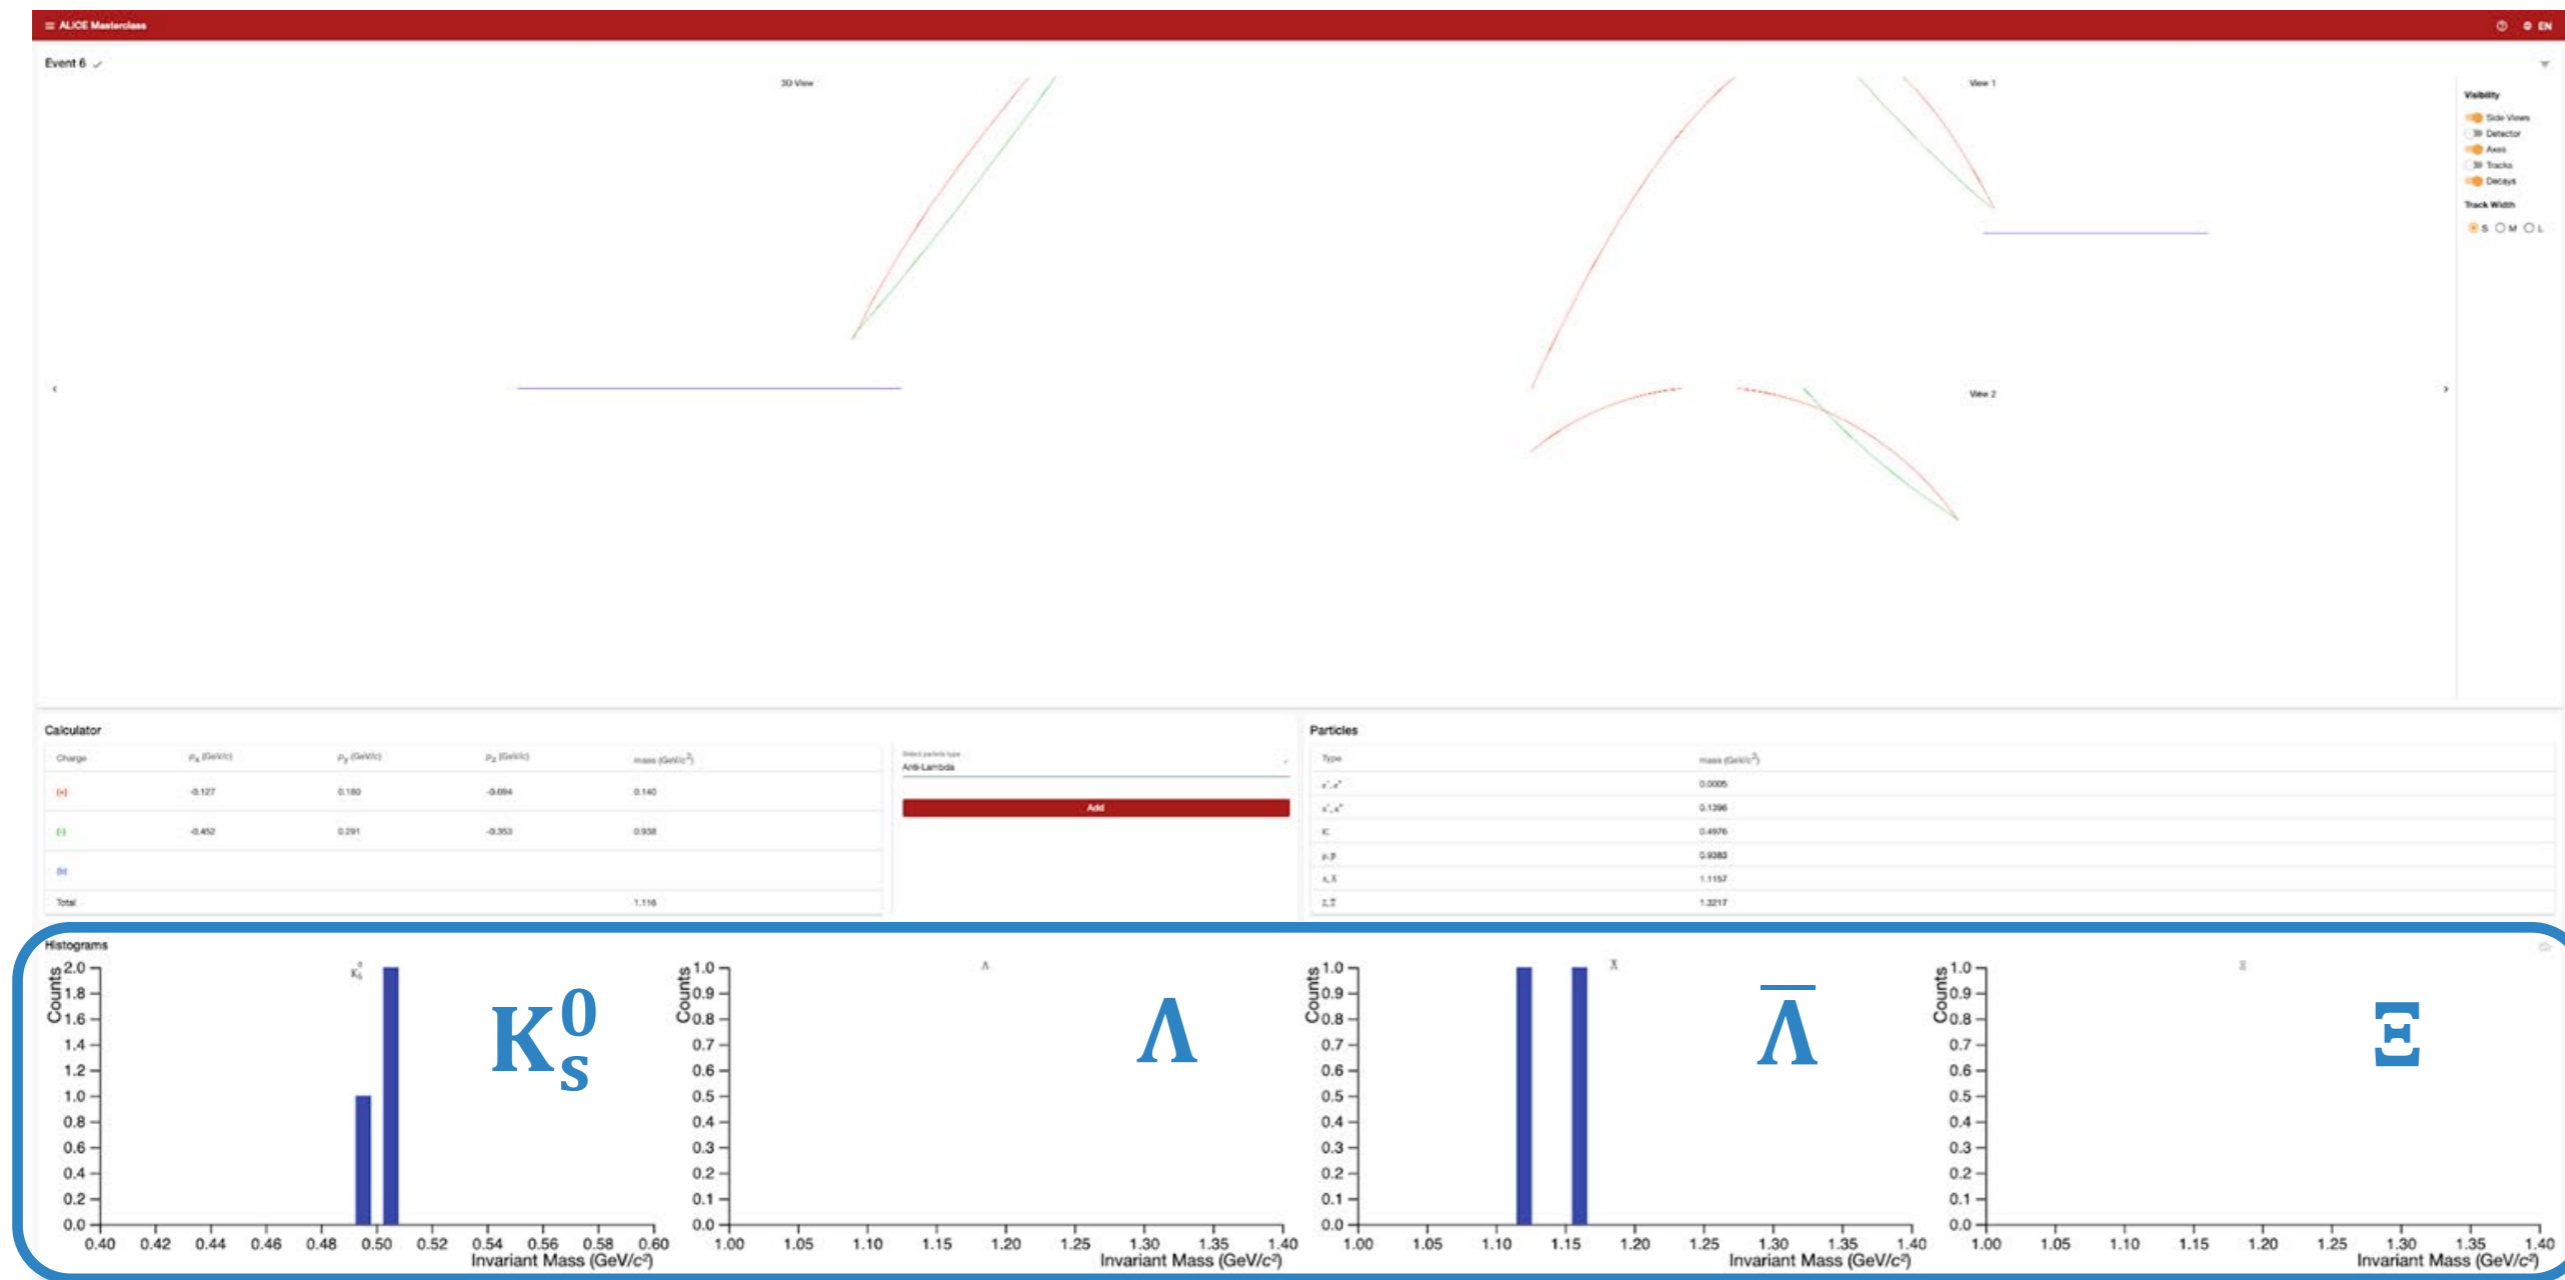 ALICE Masterclass
EN
Event 6
3D View
View 1
View 2
Visibility
Side Views
Detector
Axes
Tracks
Decays
Track Width
S M L
Calculator
Charge px (GeV/c) py (GeV/c) pz (GeV/c) mass (GeV/c²)
(+) -0.127 0.180 -0.694 0.140
(-) -0.452 0.291 -0.353 0.938
(b)
Total 1.116
Select particle type
Anti-Lambda
Add
Particles
Type mass (GeV/c²)
0.0005
0.1396
K 0.4976
p, p̅ 0.9383
Λ, Λ̅ 1.1157
1.3217
Histograms
Counts
2.0
1.8
1.6
1.4
1.2
1.0
0.8
0.6
0.4
0.2
0.0
0.40 0.42 0.44 0.46 0.48 0.50 0.52 0.54 0.56 0.58 0.60
Invariant Mass (GeV/c²)
K⁰s
K⁰s
Counts
1.0
0.9
0.8
0.7
0.6
0.5
0.4
0.3
0.2
0.1
0.0
1.00 1.05 1.10 1.15 1.20 1.25 1.30 1.35 1.40
Invariant Mass (GeV/c²)
Λ
Λ
Counts
1.0
0.9
0.8
0.7
0.6
0.5
0.4
0.3
0.2
0.1
0.0
1.00 1.05 1.10 1.15 1.20 1.25 1.30 1.35 1.40
Invariant Mass (GeV/c²)
Λ̅
Λ̅
Counts
1.0
0.9
0.8
0.7
0.6
0.5
0.4
0.3
0.2
0.1
0.0
1.00 1.05 1.10 1.15 1.20 1.25 1.30 1.35 1.40
Invariant Mass (GeV/c²)
Ξ
Ξ